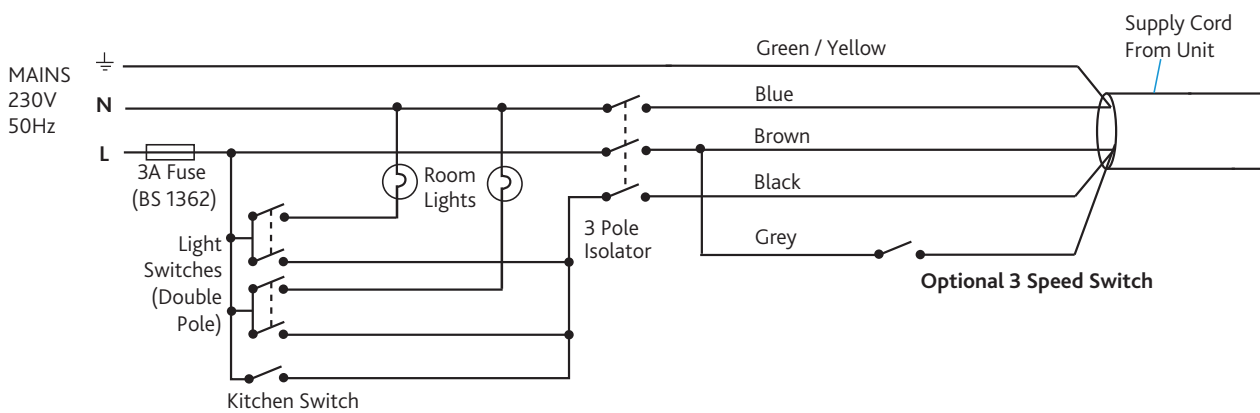 Supply Cord
From Unit
Green / Yellow
MAINS
230V
50Hz
N
Blue
L
Brown
3A Fuse
(BS 1362)
Room
Lights
Black
3 Pole
Isolator
Light
Switches
(Double
Pole)
Grey
Optional 3 Speed Switch
Kitchen Switch